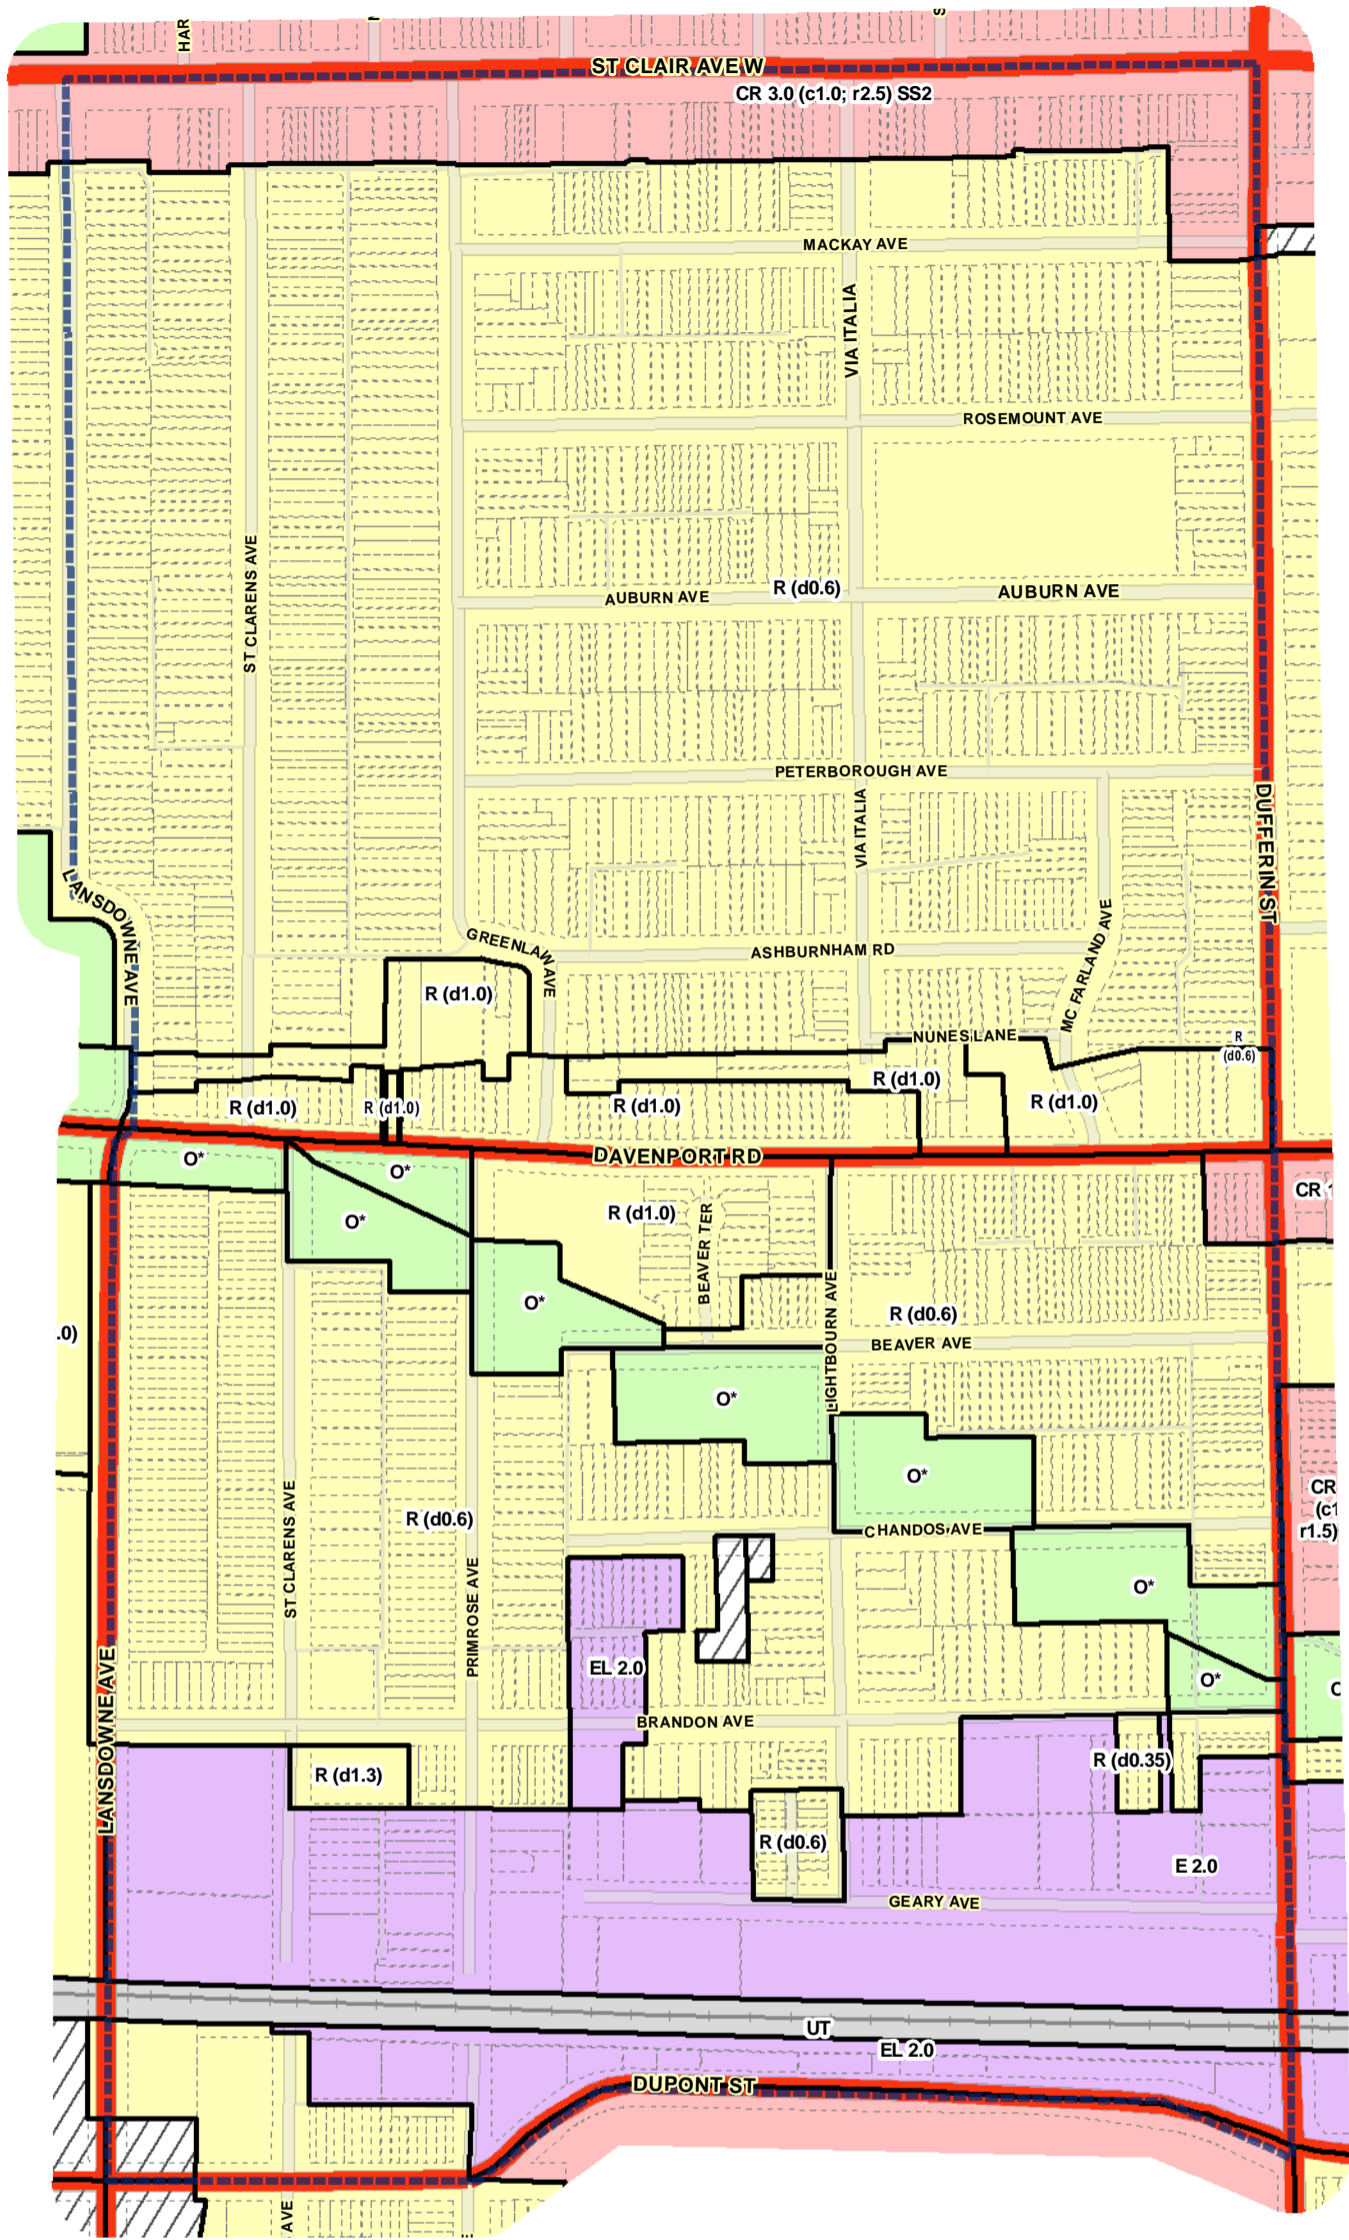 HAR
S
ST CLAIR AVE W
CR 3.0 (c1.0; r2.5) SS2
MACKAY AVE
VIA ITALIA
ROSEMOUNT AVE
ST CLARENS AVE
R (d0.6)
AUBURN AVE
AUBURN AVE
PETERBOROUGH AVE
VIA ITALIA
DUFFERIN ST
LANSDOWNE AVE
GREENLAW AVE
ASHBURNHAM RD
MC FARLAND AVE
R (d1.0)
NUNES LANE
R
(d0.6)
R (d1.0)
R (d1.0)
R (d1.0)
R (d1.0)
R (d1.0)
DAVENPORT RD
O*
O*
CR 1
O*
R (d1.0)
BEAVER TER
O*
R (d0.6)
.0)
LIGHTBOURN AVE
BEAVER AVE
O*
O*
CR
(c1
r1.5)
ST CLARENS AVE
R (d0.6)
CHANDOS AVE
PRIMROSE AVE
O*
EL 2.0
O*
O
LANSDOWNE AVE
BRANDON AVE
R (d1.3)
R (d0.35)
R (d0.6)
E 2.0
GEARY AVE
UT
EL 2.0
DUPONT ST
AVE
E